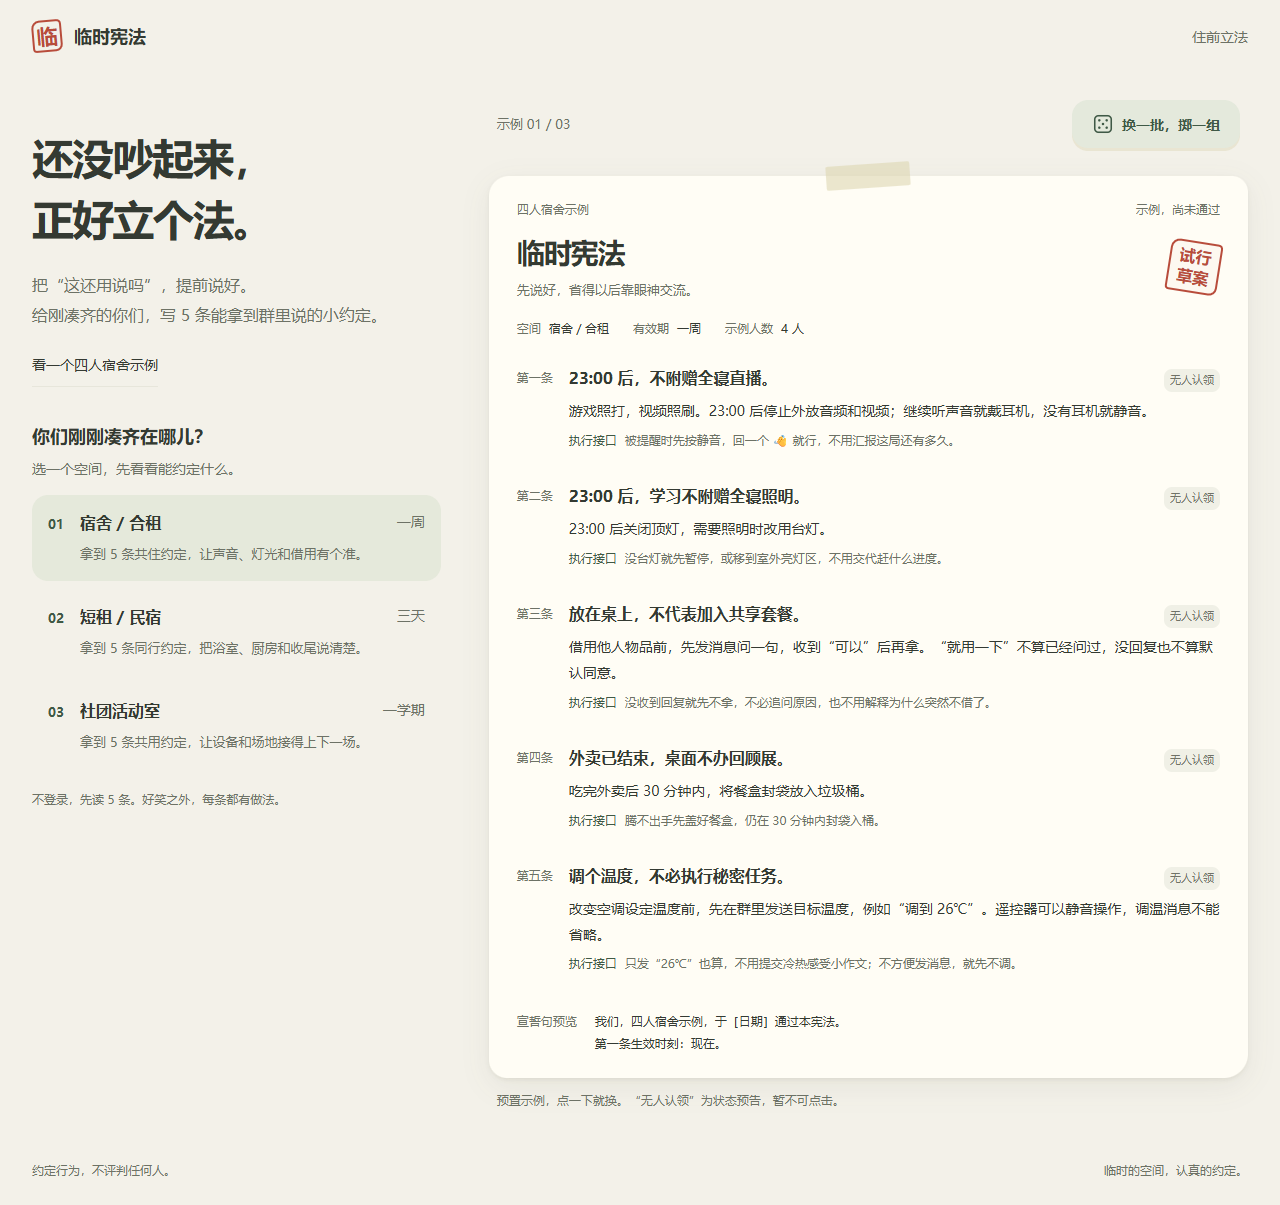 临 临时宪法
住前立法
还没吵起来，
正好立个法。
把“这还用说吗”，提前说好。
给刚凑齐的你们，写 5 条能拿到群里说的小约定。
看一个四人宿舍示例
你们刚刚凑齐在哪儿？
选一个空间，先看看能约定什么。
01 宿舍 / 合租 一周
拿到 5 条共住约定，让声音、灯光和借用有个准。
02 短租 / 民宿 三天
拿到 5 条同行约定，把浴室、厨房和收尾说清楚。
03 社团活动室 一学期
拿到 5 条共用约定，让设备和场地接得上下一场。
不登录，先读 5 条。好笑之外，每条都有做法。
示例 01 / 03
换一批，掷一组
四人宿舍示例
示例，尚未通过
临时宪法
试行
草案
先说好，省得以后靠眼神交流。
空间 宿舍 / 合租 有效期 一周 示例人数 4 人
第一条 23:00 后，不附赠全寝直播。 无人认领
游戏照打，视频照刷。23:00 后停止外放音频和视频；继续听声音就戴耳机，没有耳机就静音。
执行接口 被提醒时先按静音，回一个 🤙 就行，不用汇报这局还有多久。
第二条 23:00 后，学习不附赠全寝照明。 无人认领
23:00 后关闭顶灯，需要照明时改用台灯。
执行接口 没台灯就先暂停，或移到室外亮灯区，不用交代赶什么进度。
第三条 放在桌上，不代表加入共享套餐。 无人认领
借用他人物品前，先发消息问一句，收到“可以”后再拿。“就用一下”不算已经问过，没回复也不算默
认同意。
执行接口 没收到回复就先不拿，不必追问原因，也不用解释为什么突然不借了。
第四条 外卖已结束，桌面不办回顾展。 无人认领
吃完外卖后 30 分钟内，将餐盒封袋放入垃圾桶。
执行接口 腾不出手先盖好餐盒，仍在 30 分钟内封袋入桶。
第五条 调个温度，不必执行秘密任务。 无人认领
改变空调设定温度前，先在群里发送目标温度，例如“调到 26℃”。遥控器可以静音操作，调温消息不能
省略。
执行接口 只发“26℃”也算，不用提交冷热感受小作文；不方便发消息，就先不调。
宣誓句预览 我们，四人宿舍示例，于［日期］通过本宪法。
第一条生效时刻：现在。
预置示例，点一下就换。“无人认领”为状态预告，暂不可点击。
约定行为，不评判任何人。
临时的空间，认真的约定。